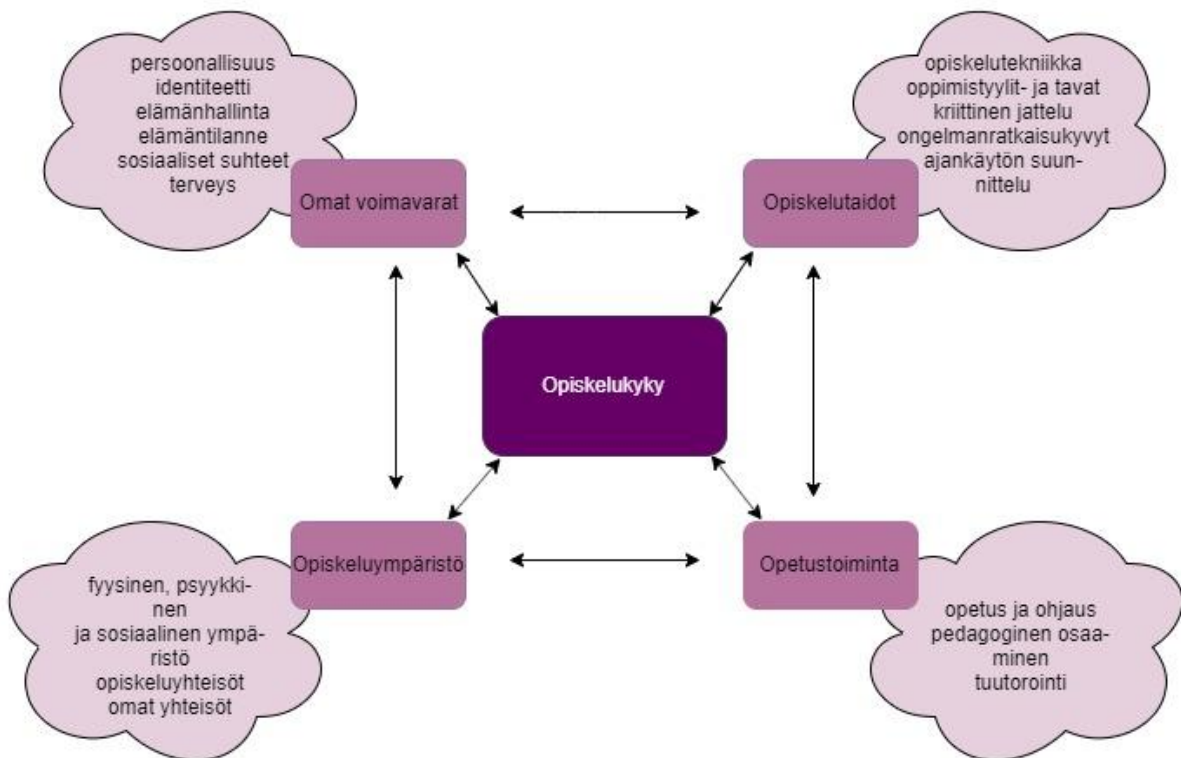 persoonallisuus
identiteetti
elämänhallinta
elämäntilanne
sosiaaliset suhteet
terveys
Omat voimavarat
opiskelutekniikka
oppimistyylit- ja tavat
kriittinen jattelu
ongelmanratkaisukyvyt
ajankäytön suun-
nittelu
Opiskelutaidot
Opiskelukyky
Opiskeluympäristö
fyysinen, psyykki-
nen
ja sosiaalinen ympä-
ristö
opiskeluyhteisöt
omat yhteisöt
Opetustoiminta
opetus ja ohjaus
pedagoginen osaa-
minen
tuutorointi